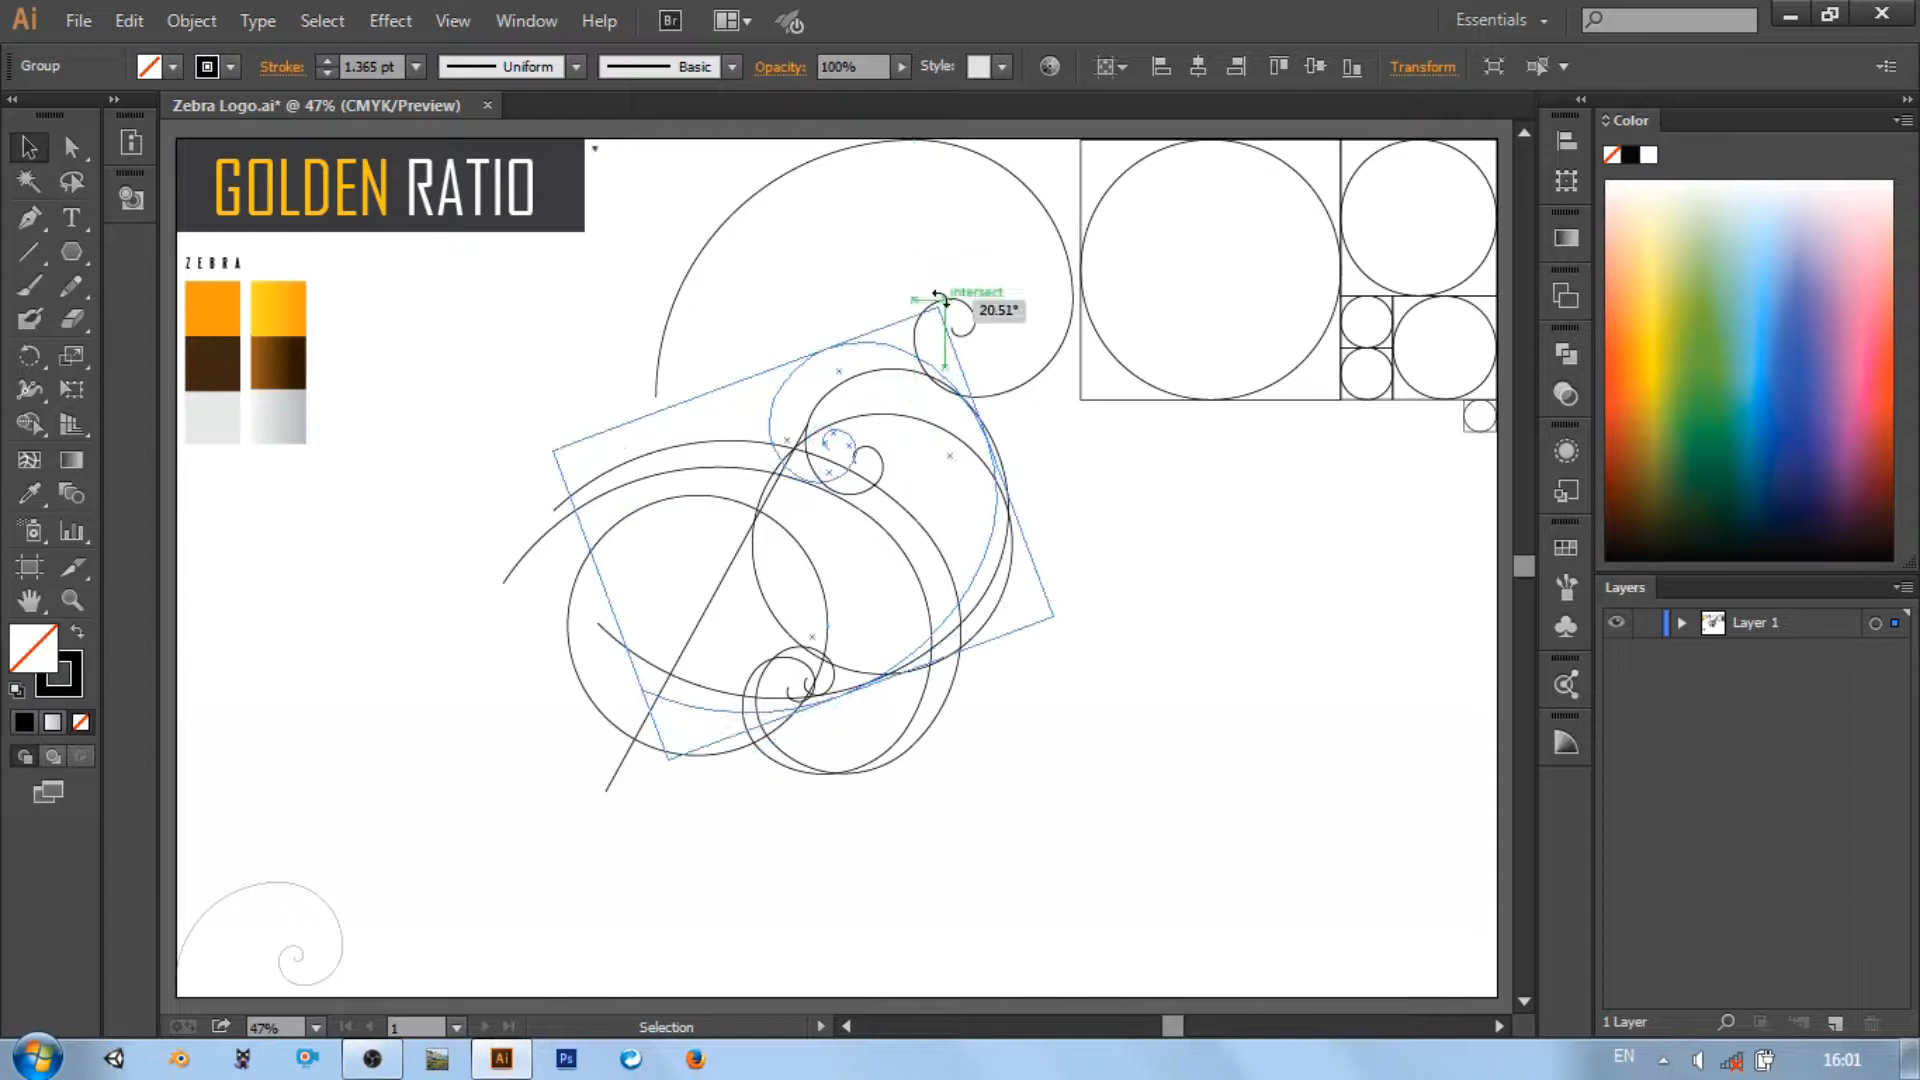 Ai File Edit Object Type Select Effect View Window Help Br Essentials
Group Stroke: 1.365 pt Uniform Basic Opacity: 100% Style: Transform
Zebra Logo.ai* @ 47% (CMYK/Preview) ×
GOLDEN RATIO
ZEBRA
intersect
20.51°
Color
Layers
Layer 1
1 Layer
47% 1 Selection
Ai Ps EN 16:01